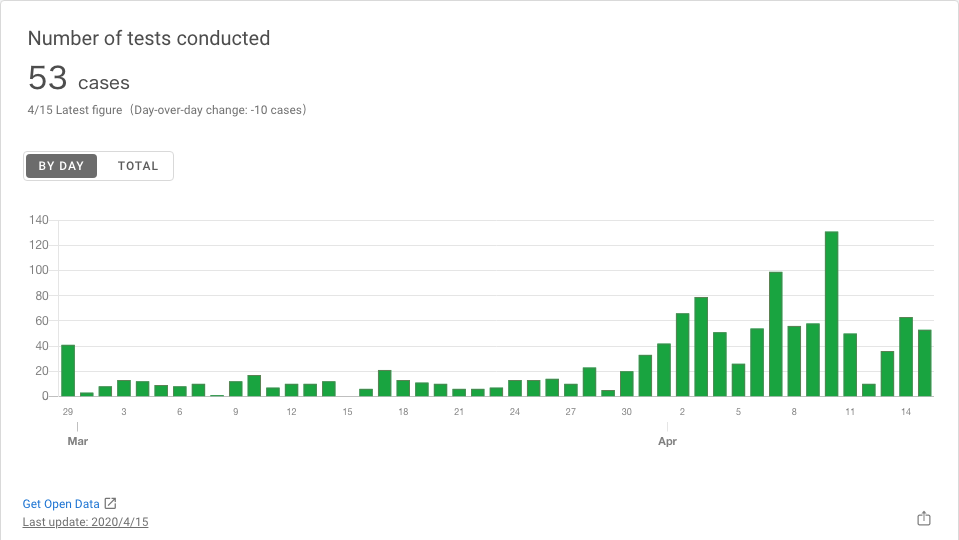 Number of tests conducted
53 cases
4/15 Latest figure（Day-over-day change: -10 cases）
BY DAY TOTAL
140
120
100
80
60
40
20
0
29 3 6 9 12 15 18 21 24 27 30 2 5 8 11 14
Mar Apr
Get Open Data
Last update: 2020/4/15